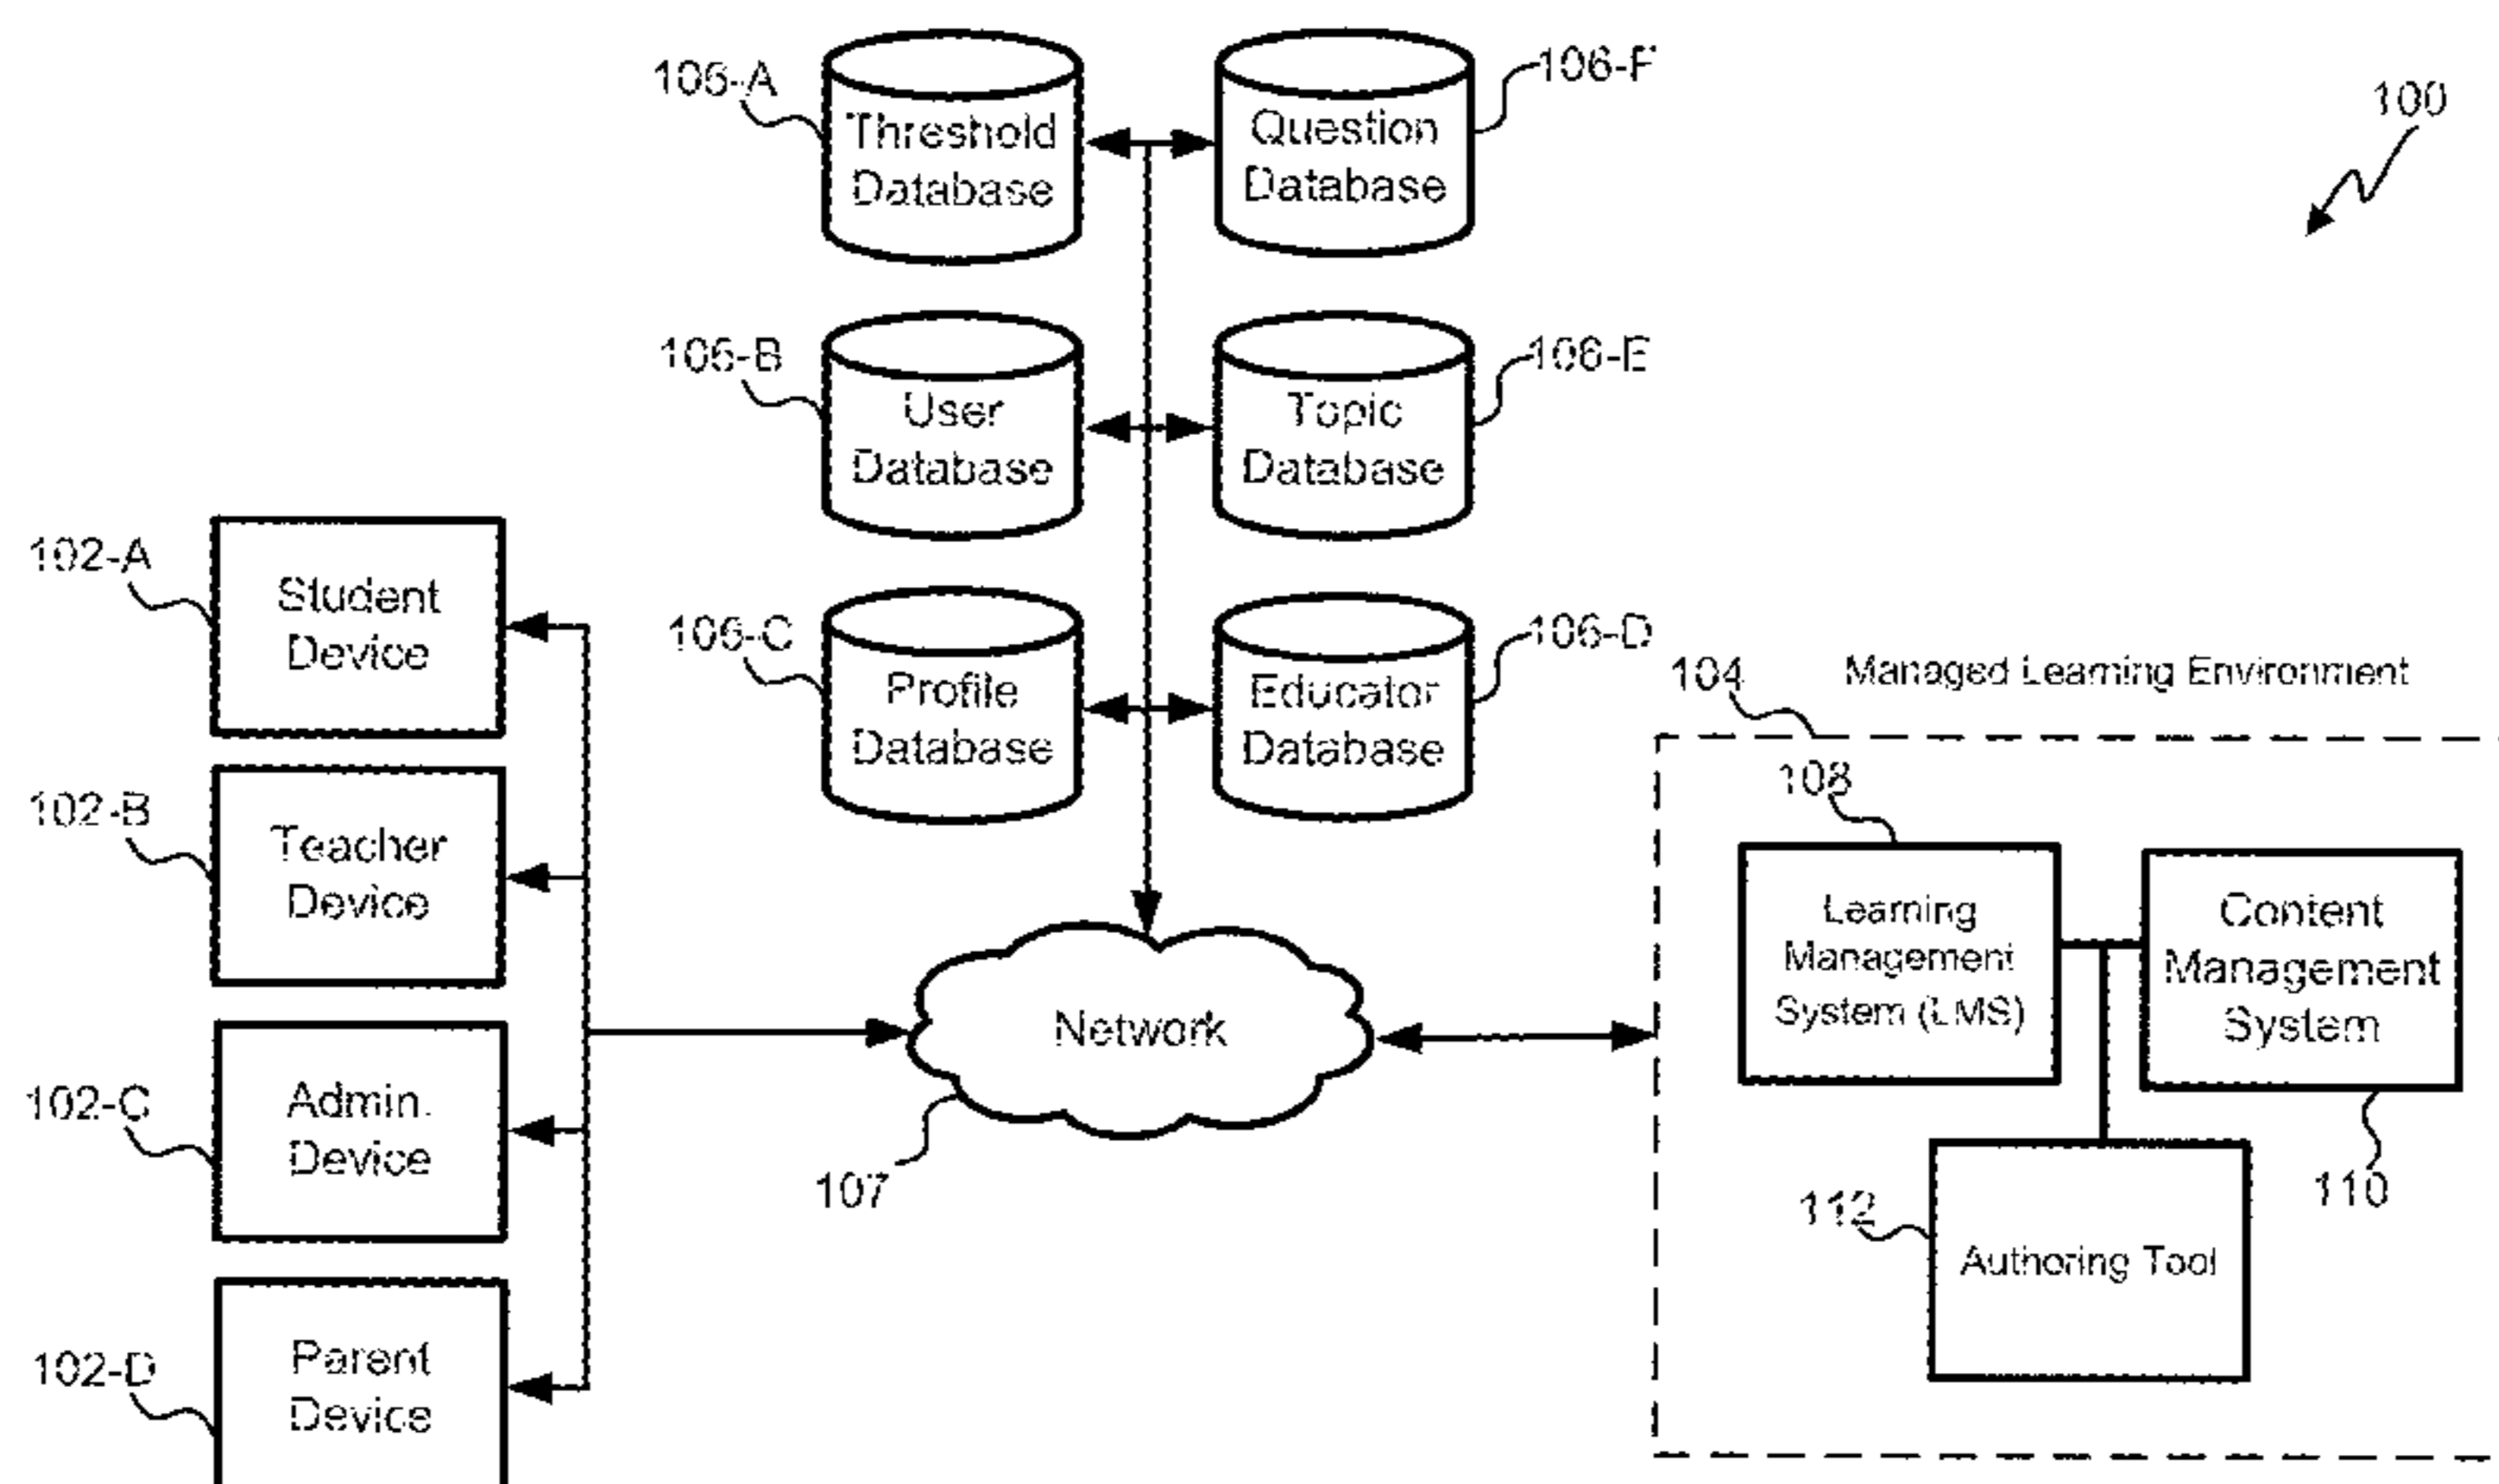 106-A
Threshold
Database
Question
Database
106-F
100
106-B
User
Database
Topic
Database
106-E
102-A
Student
Device
106-C
Profile
Database
Educator
Database
106-D
104
Managed Learning Environment
102-B
Teacher
Device
108
Learning
Management
System (LMS)
Content
Management
System
Network
102-C
Admin.
Device
107
110
112
Authoring Tool
102-D
Parent
Device